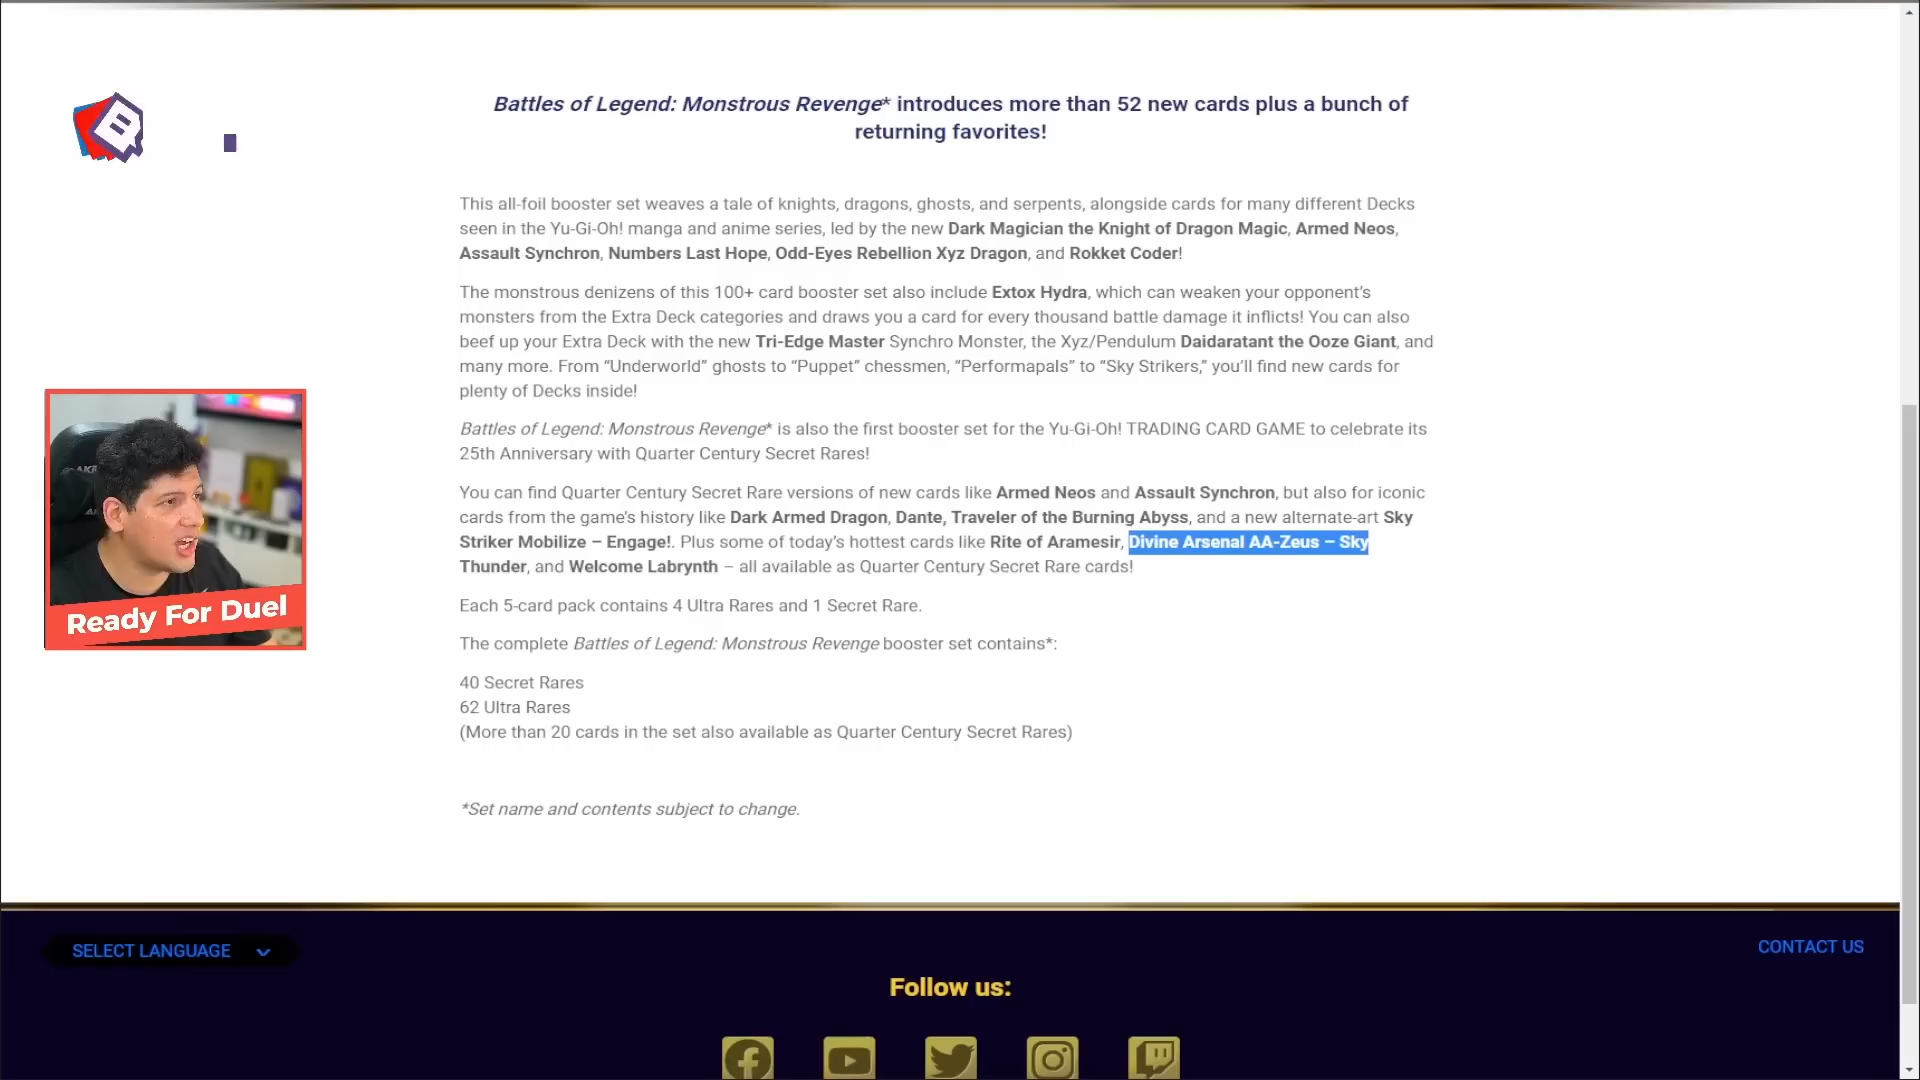 Battles of Legend: Monstrous Revenge* introduces more than 52 new cards plus a bunch of
returning favorites!
This all-foil booster set weaves a tale of knights, dragons, ghosts, and serpents, alongside cards for many different Decks
seen in the Yu-Gi-Oh! manga and anime series, led by the new Dark Magician the Knight of Dragon Magic, Armed Neos,
Assault Synchron, Numbers Last Hope, Odd-Eyes Rebellion Xyz Dragon, and Rokket Coder!
The monstrous denizens of this 100+ card booster set also include Extox Hydra, which can weaken your opponent’s
monsters from the Extra Deck categories and draws you a card for every thousand battle damage it inflicts! You can also
beef up your Extra Deck with the new Tri-Edge Master Synchro Monster, the Xyz/Pendulum Daidaratant the Ooze Giant, and
many more. From “Underworld” ghosts to “Puppet” chessmen, “Performapals” to “Sky Strikers,” you’ll find new cards for
plenty of Decks inside!
Battles of Legend: Monstrous Revenge* is also the first booster set for the Yu-Gi-Oh! TRADING CARD GAME to celebrate its
25th Anniversary with Quarter Century Secret Rares!
You can find Quarter Century Secret Rare versions of new cards like Armed Neos and Assault Synchron, but also for iconic
cards from the game’s history like Dark Armed Dragon, Dante, Traveler of the Burning Abyss, and a new alternate-art Sky
Striker Mobilize – Engage!. Plus some of today’s hottest cards like Rite of Aramesir, Divine Arsenal AA-Zeus – Sky
Thunder, and Welcome Labrynth – all available as Quarter Century Secret Rare cards!
Each 5-card pack contains 4 Ultra Rares and 1 Secret Rare.
The complete Battles of Legend: Monstrous Revenge booster set contains*:
40 Secret Rares
62 Ultra Rares
(More than 20 cards in the set also available as Quarter Century Secret Rares)
*Set name and contents subject to change.
Ready For Duel
SELECT LANGUAGE
CONTACT US
Follow us: